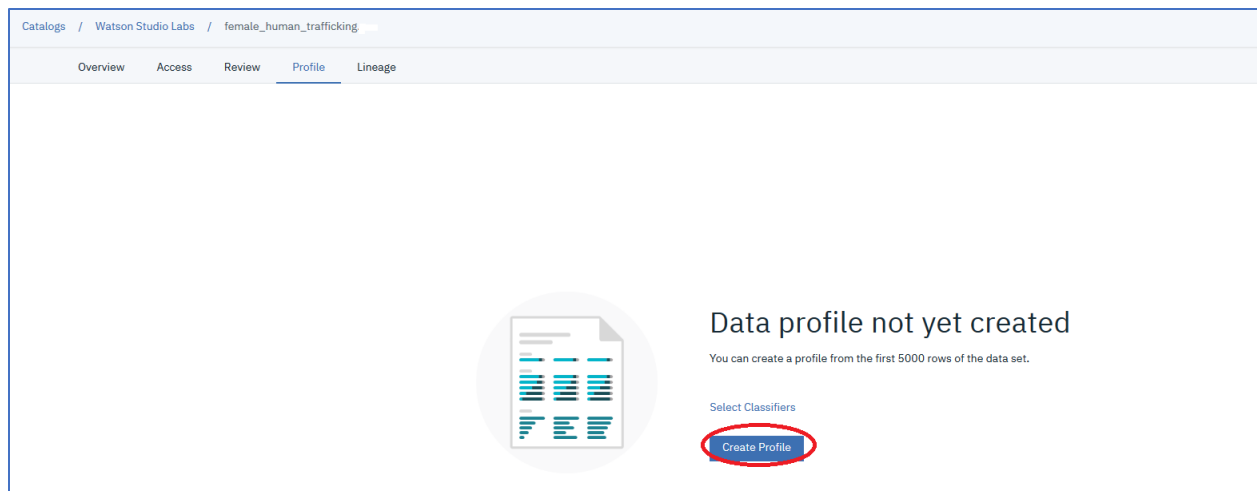 Catalogs / Watson Studio Labs / female_human_trafficking.
Overview Access Review Profile Lineage
Data profile not yet created
You can create a profile from the first 5000 rows of the data set.
Select Classifiers
Create Profile